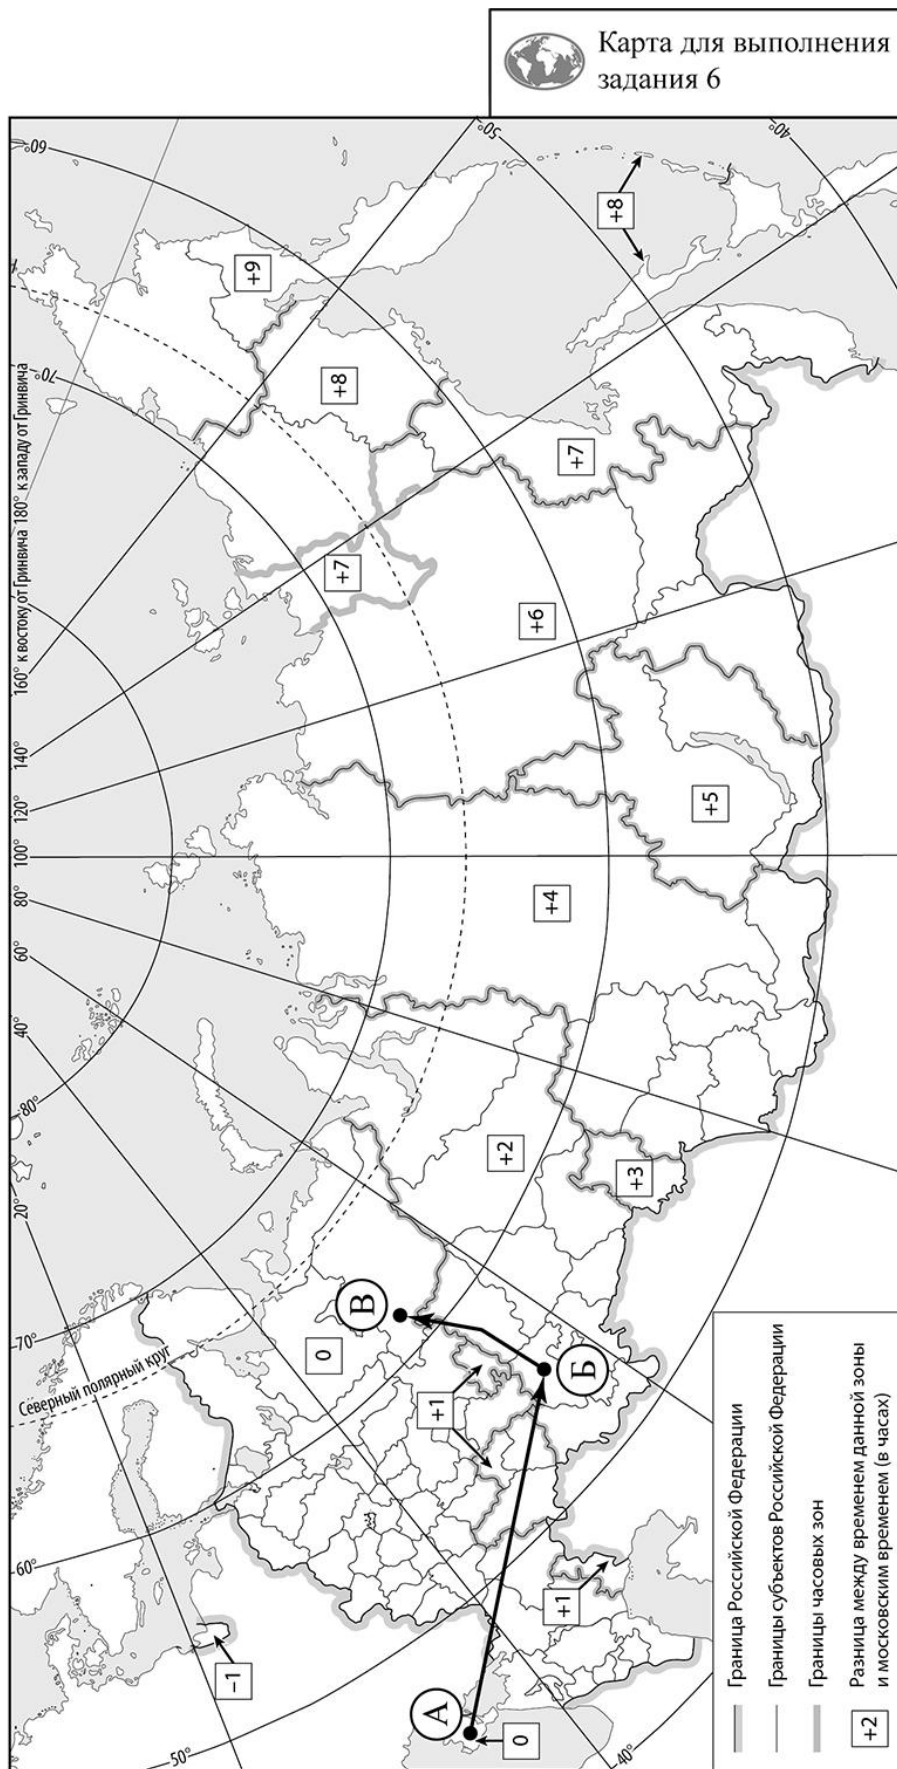 Карта для выполнения
задания 6
60°
50°
40°
70°
160° к востоку от Гринвича 180° к западу от Гринвича
140°
120°
100°
80°
60°
40°
20°
80°
70°
60°
50°
40°
Северный полярный круг
+9
+8
+8
+7
+7
+6
+5
+4
+3
+2
+1
+1
0
0
−1
А
Б
В
Граница Российской Федерации
Границы субъектов Российской Федерации
Границы часовых зон
+2
Разница между временем данной зоны
и московским временем (в часах)